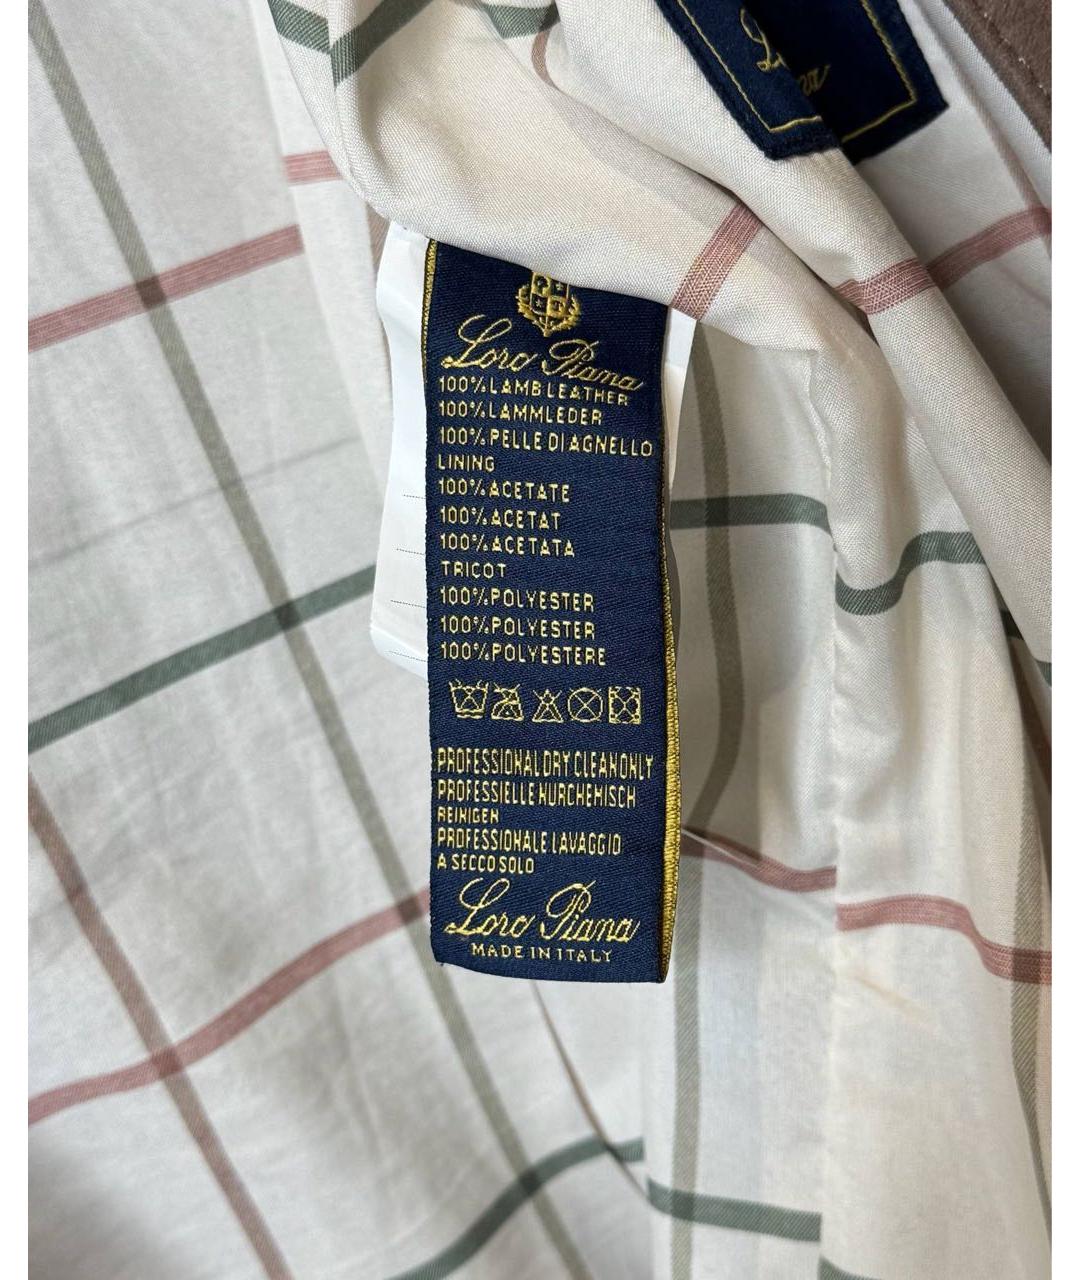 Loro Piana
100% LAMB LEATHER
100% LAMMLEDER
100% PELLE DI AGNELLO
LINING
100% ACETATE
100% ACETAT
100% ACETATA
TRICOT
100% POLYESTER
100% POLYESTER
100% POLYESTERE
PROFESSIONAL DRY CLEAN ONLY
PROFESSIELLE NURCHEMISCH
REINIGEN
PROFESSIONALE LAVAGGIO
A SECCO SOLO
Loro Piana
MADE IN ITALY